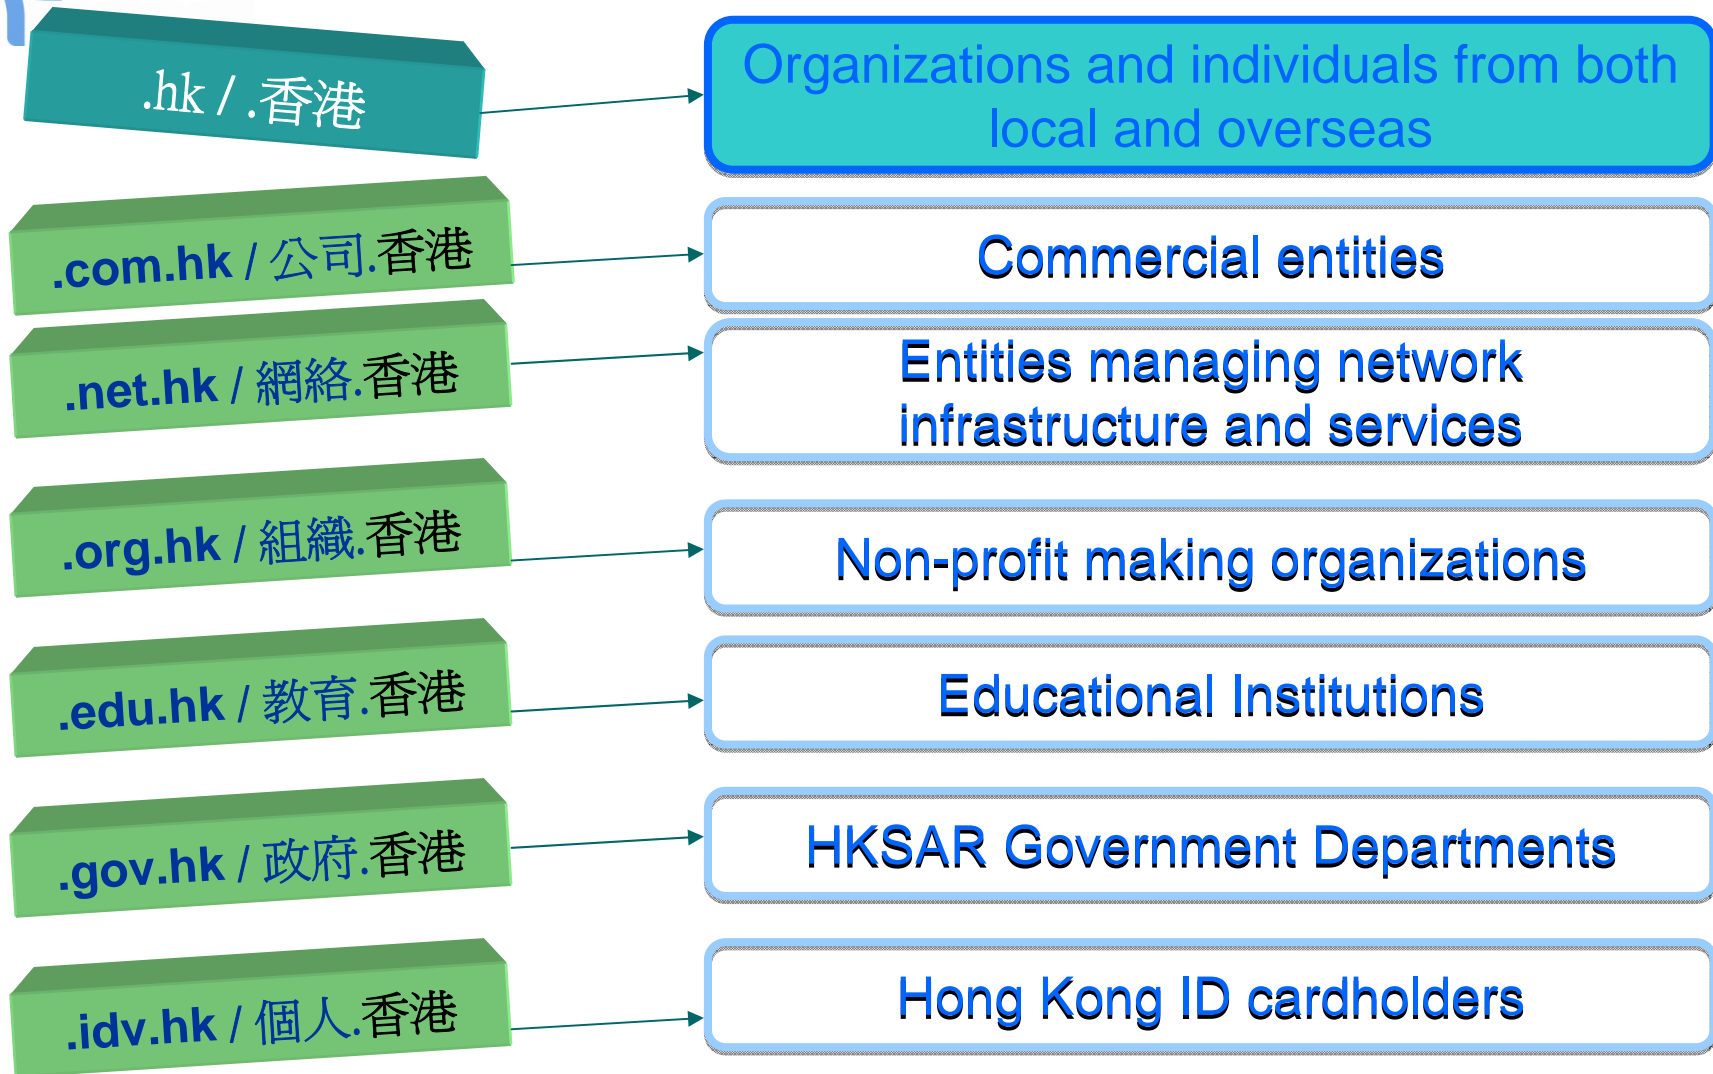 .hk / .香港
Organizations and individuals from both
local and overseas
.com.hk / 公司.香港
Commercial entities
.net.hk / 網絡.香港
Entities managing network
infrastructure and services
.org.hk / 組織.香港
Non-profit making organizations
.edu.hk / 教育.香港
Educational Institutions
.gov.hk / 政府.香港
HKSAR Government Departments
.idv.hk / 個人.香港
Hong Kong ID cardholders